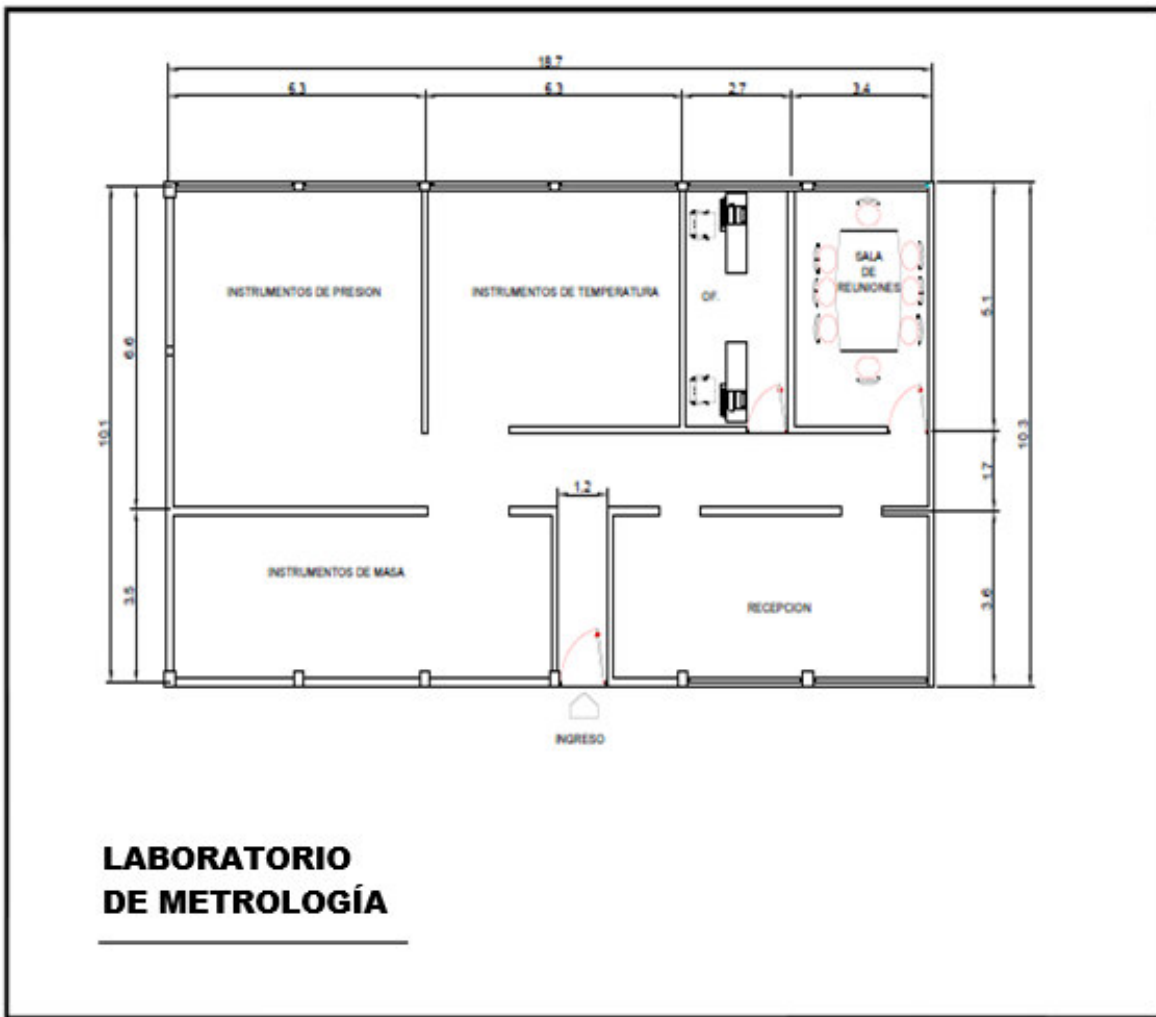 18.7
6.3
6.3
2.7
3.4
INSTRUMENTOS DE PRESION
INSTRUMENTOS DE TEMPERATURA
OF.
SALA
DE
REUNIONES
6.6
5.1
10.1
10.3
1.7
1.2
INSTRUMENTOS DE MASA
RECEPCION
3.5
3.6
INGRESO
LABORATORIO
DE METROLOGÍA